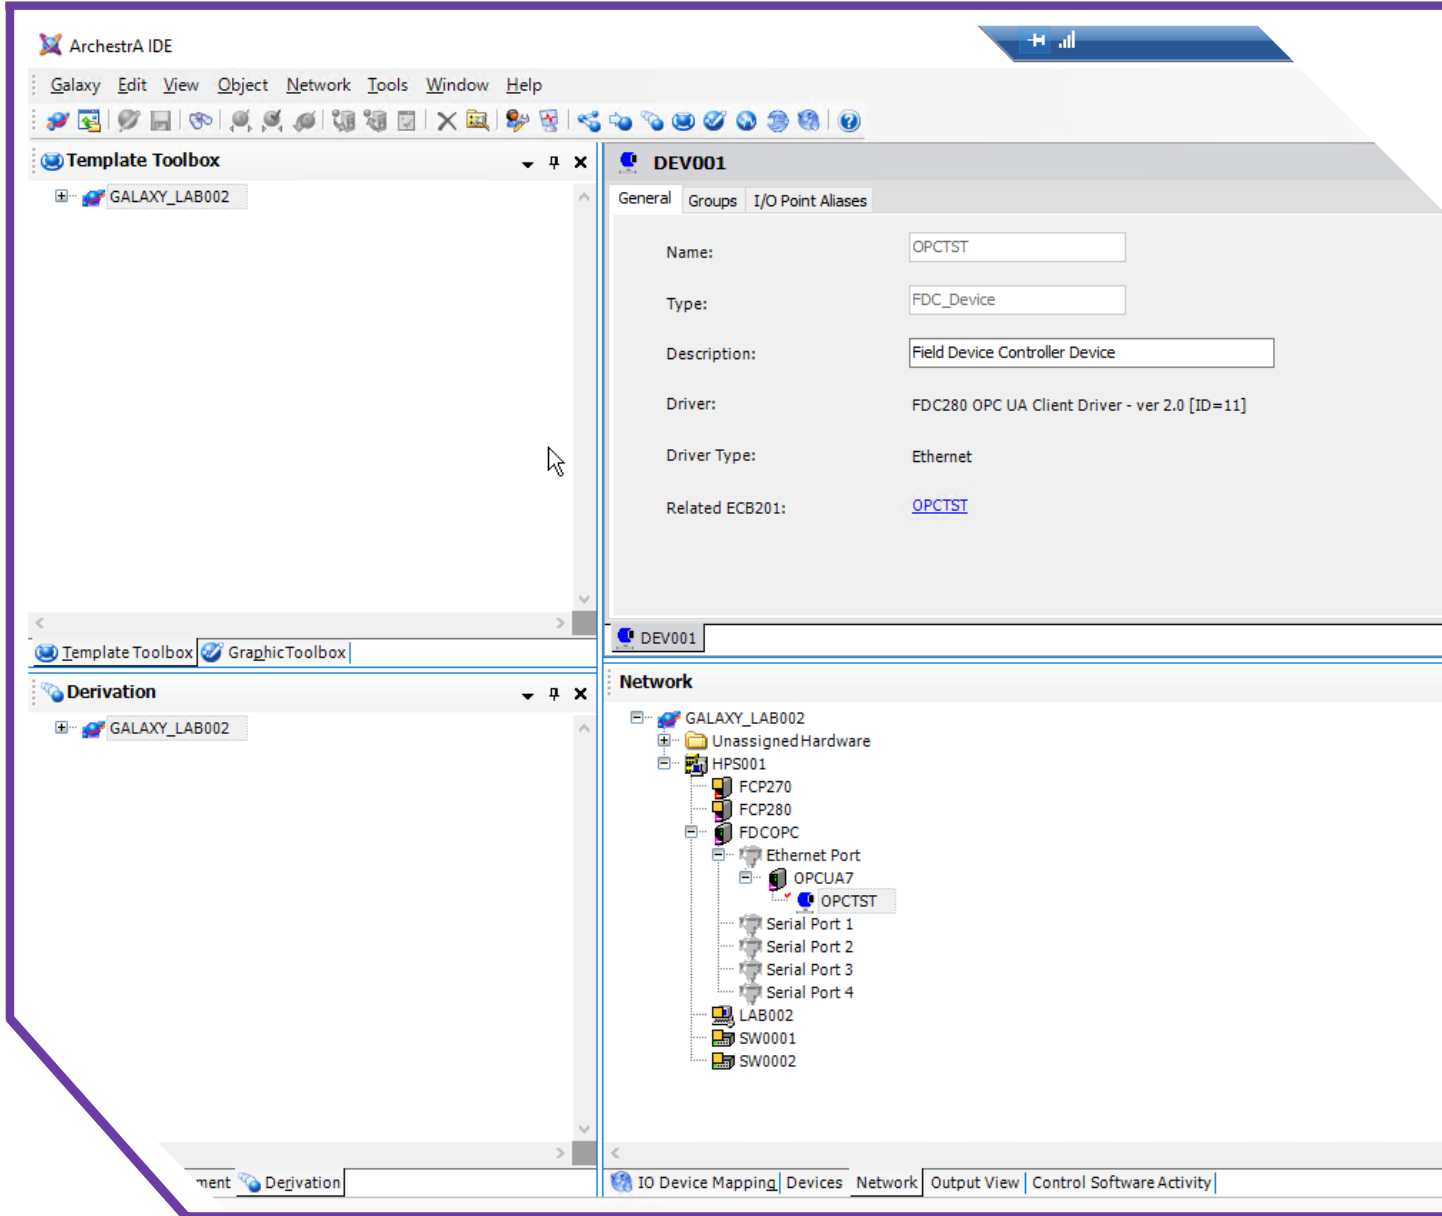 ArchestrA IDE
Galaxy Edit View Object Network Tools Window Help
Template Toolbox
GALAXY_LAB002
Template Toolbox GraphicToolbox
Derivation
GALAXY_LAB002
ment Derivation
DEV001
General Groups I/O Point Aliases
Name: OPCTST
Type: FDC_Device
Description: Field Device Controller Device
Driver: FDC280 OPC UA Client Driver - ver 2.0 [ID=11]
Driver Type: Ethernet
Related ECB201: OPCTST
DEV001
Network
GALAXY_LAB002
Unassigned Hardware
HPS001
FCP270
FCP280
FDCOPC
Ethernet Port
OPCUA7
OPCTST
Serial Port 1
Serial Port 2
Serial Port 3
Serial Port 4
LAB002
SW0001
SW0002
IO Device Mapping Devices Network Output View Control Software Activity